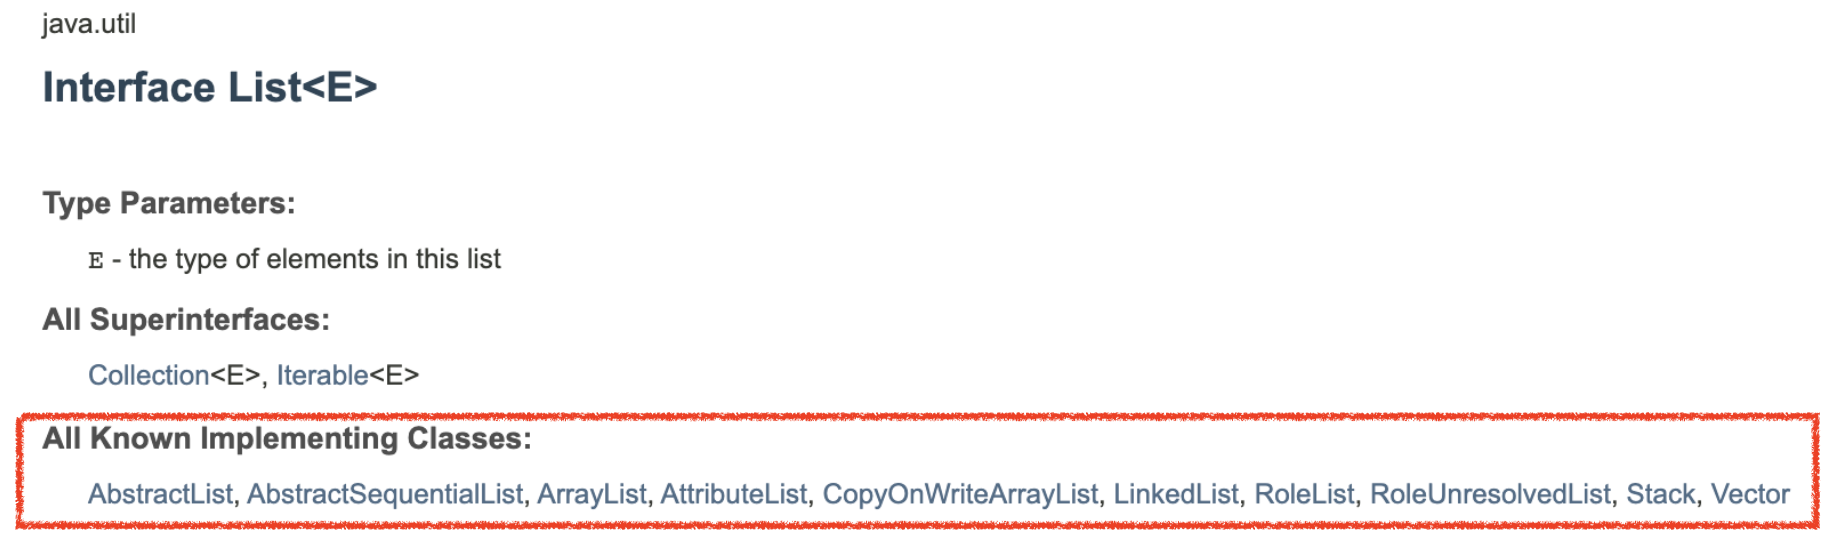 java.util
Interface List<E>
Type Parameters:
E - the type of elements in this list
All Superinterfaces:
Collection<E>, Iterable<E>
All Known Implementing Classes:
AbstractList, AbstractSequentialList, ArrayList, AttributeList, CopyOnWriteArrayList, LinkedList, RoleList, RoleUnresolvedList, Stack, Vector